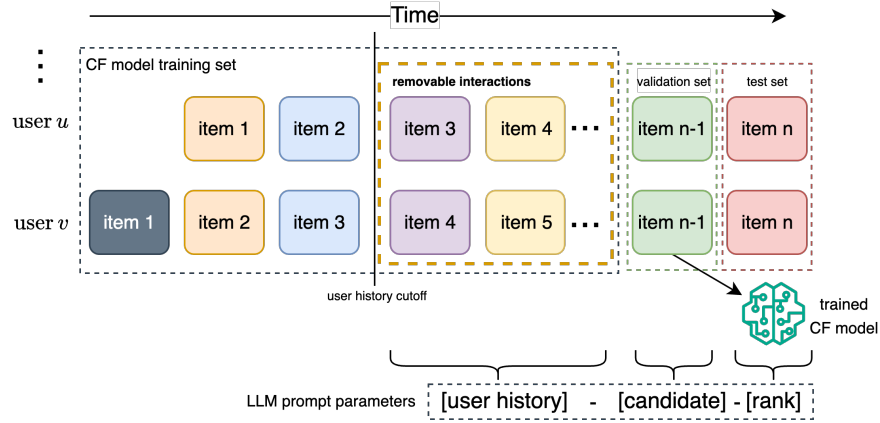 Time
CF model training set
removable interactions
validation set
test set
user u
item 1
item 2
item 3
item 4
...
item n-1
item n
user v
item 1
item 2
item 3
item 4
item 5
...
item n-1
item n
user history cutoff
trained
CF model
LLM prompt parameters
[user history] - [candidate] - [rank]